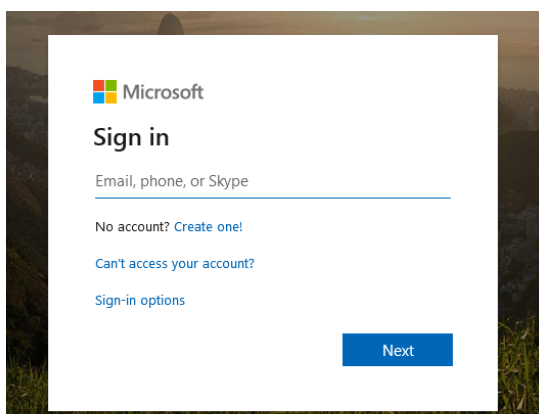 Microsoft
Sign in
Email, phone, or Skype
No account? Create one!
Can't access your account?
Sign-in options
Next